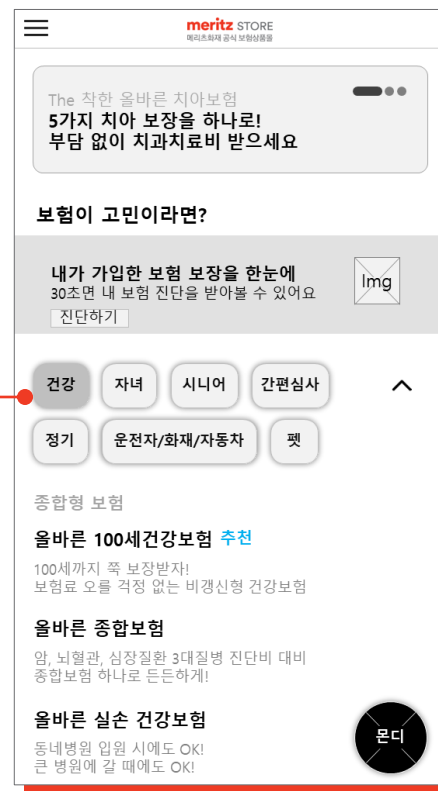 meritz STORE
메리츠화재 공식 보험상품몰
The 착한 올바른 치아보험
5가지 치아 보장을 하나로!
부담 없이 치과치료비 받으세요
보험이 고민이라면?
내가 가입한 보험 보장을 한눈에
30초면 내 보험 진단을 받아볼 수 있어요
진단하기
Img
건강
자녀
시니어
간편심사
정기
운전자/화재/자동차
펫
종합형 보험
올바른 100세건강보험 추천
100세까지 쭉 보장받자!
보험료 오를 걱정 없는 비갱신형 건강보험
올바른 종합보험
암, 뇌혈관, 심장질환 3대질병 진단비 대비
종합보험 하나로 든든하게!
올바른 실손 건강보험
동네병원 입원 시에도 OK!
큰 병원에 갈 때에도 OK!
몬디